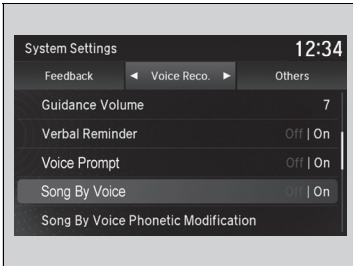 System Settings 12:34
Feedback Voice Reco. Others
Guidance Volume 7
Verbal Reminder Off | On
Voice Prompt Off | On
Song By Voice Off | On
Song By Voice Phonetic Modification